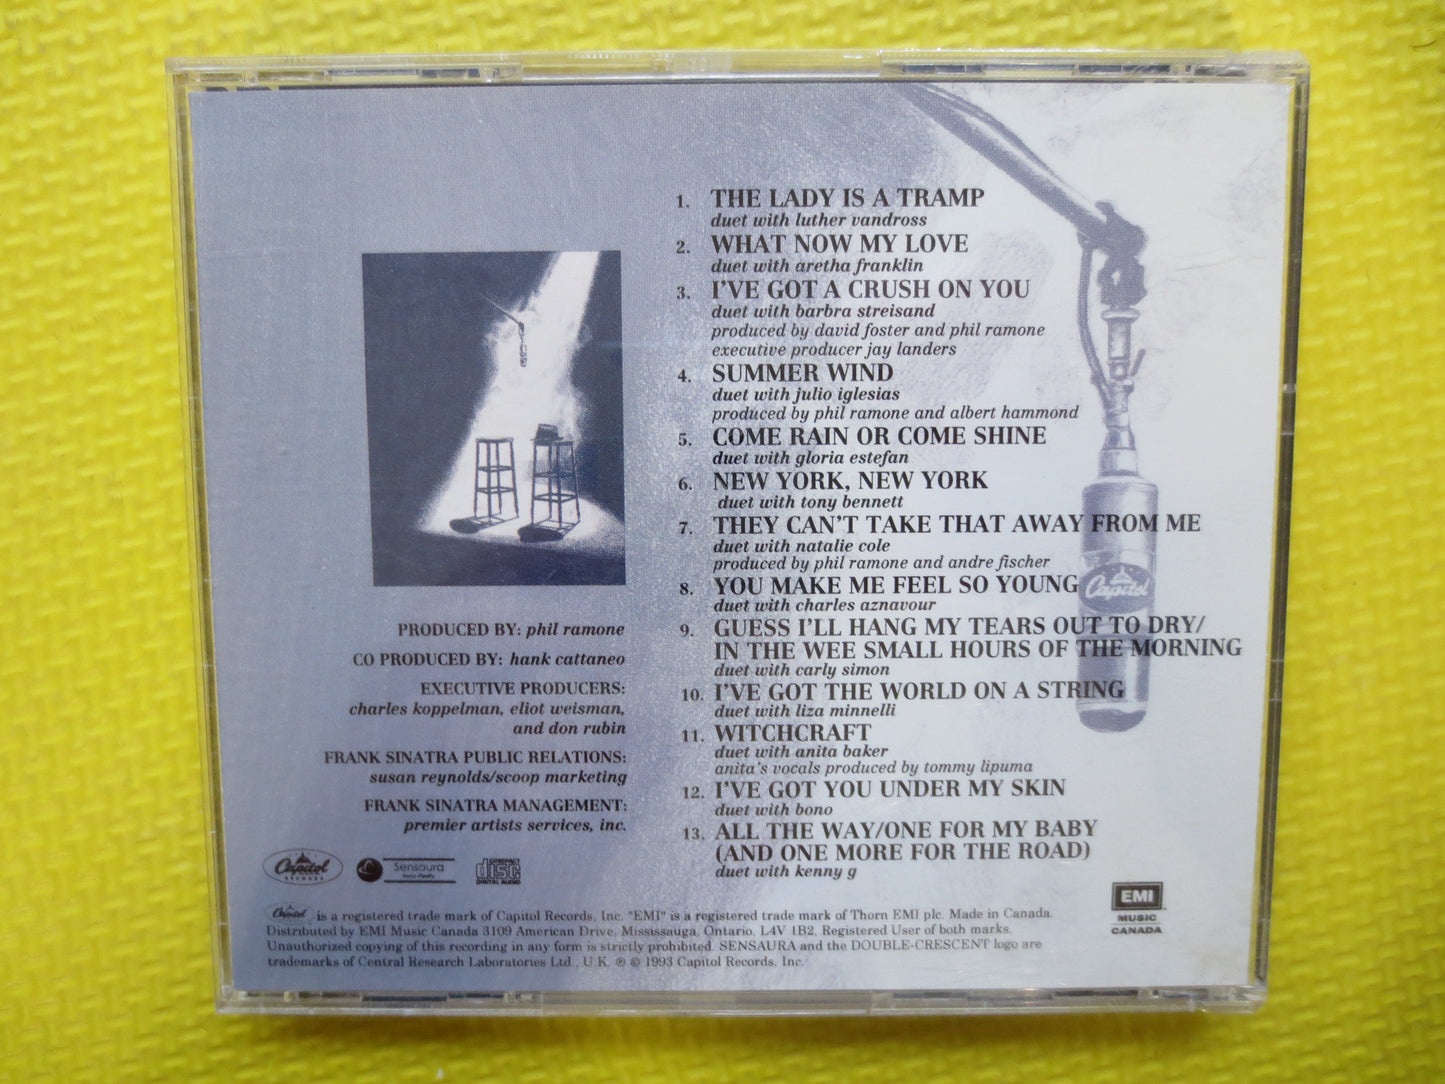 1. THE LADY IS A TRAMP
duet with luther vandross
2. WHAT NOW MY LOVE
duet with aretha franklin
3. I'VE GOT A CRUSH ON YOU
duet with barbra streisand
produced by david foster and phil ramone
executive producer jay landers
4. SUMMER WIND
duet with julio iglesias
produced by phil ramone and albert hammond
5. COME RAIN OR COME SHINE
duet with gloria estefan
6. NEW YORK, NEW YORK
duet with tony bennett
7. THEY CAN'T TAKE THAT AWAY FROM ME
duet with natalie cole
produced by phil ramone and andre fischer
8. YOU MAKE ME FEEL SO YOUNG
duet with charles aznavour
9. GUESS I'LL HANG MY TEARS OUT TO DRY/
IN THE WEE SMALL HOURS OF THE MORNING
duet with carly simon
10. I'VE GOT THE WORLD ON A STRING
duet with liza minnelli
11. WITCHCRAFT
duet with anita baker
anita's vocals produced by tommy lipuma
12. I'VE GOT YOU UNDER MY SKIN
duet with bono
13. ALL THE WAY/ONE FOR MY BABY
(AND ONE MORE FOR THE ROAD)
duet with kenny g
Capitol
PRODUCED BY: phil ramone
CO PRODUCED BY: hank cattaneo
EXECUTIVE PRODUCERS:
charles koppelman, eliot weisman,
and don rubin
FRANK SINATRA PUBLIC RELATIONS:
susan reynolds/scoop marketing
FRANK SINATRA MANAGEMENT:
premier artists services, inc.
Capitol
RECORDS
Sensaura
COMPACT
disc
DIGITAL AUDIO
EMI
MUSIC
CANADA
Capitol is a registered trade mark of Capitol Records, Inc. "EMI" is a registered trade mark of Thorn EMI plc. Made in Canada.
Distributed by EMI Music Canada 3109 American Drive, Mississauga, Ontario, L4V 1B2, Registered User of both marks.
Unauthorized copying of this recording in any form is strictly prohibited. SENSAURA and the DOUBLE-CRESCENT logo are
trademarks of Central Research Laboratories Ltd., U.K. ℗ © 1993 Capitol Records, Inc.